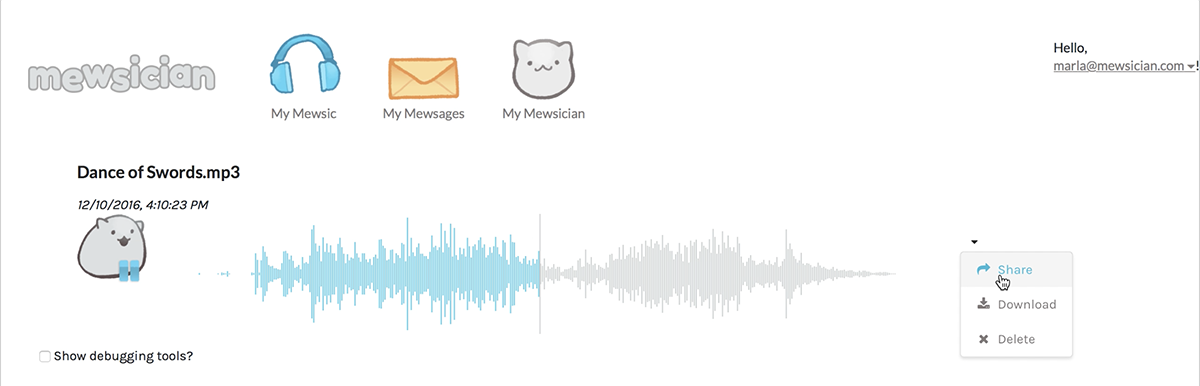 mewsician
My Mewsic
My Mewsages
My Mewsician
Hello,
marla@mewsician.com !
Dance of Swords.mp3
12/10/2016, 4:10:23 PM
Share
Download
Delete
Show debugging tools?